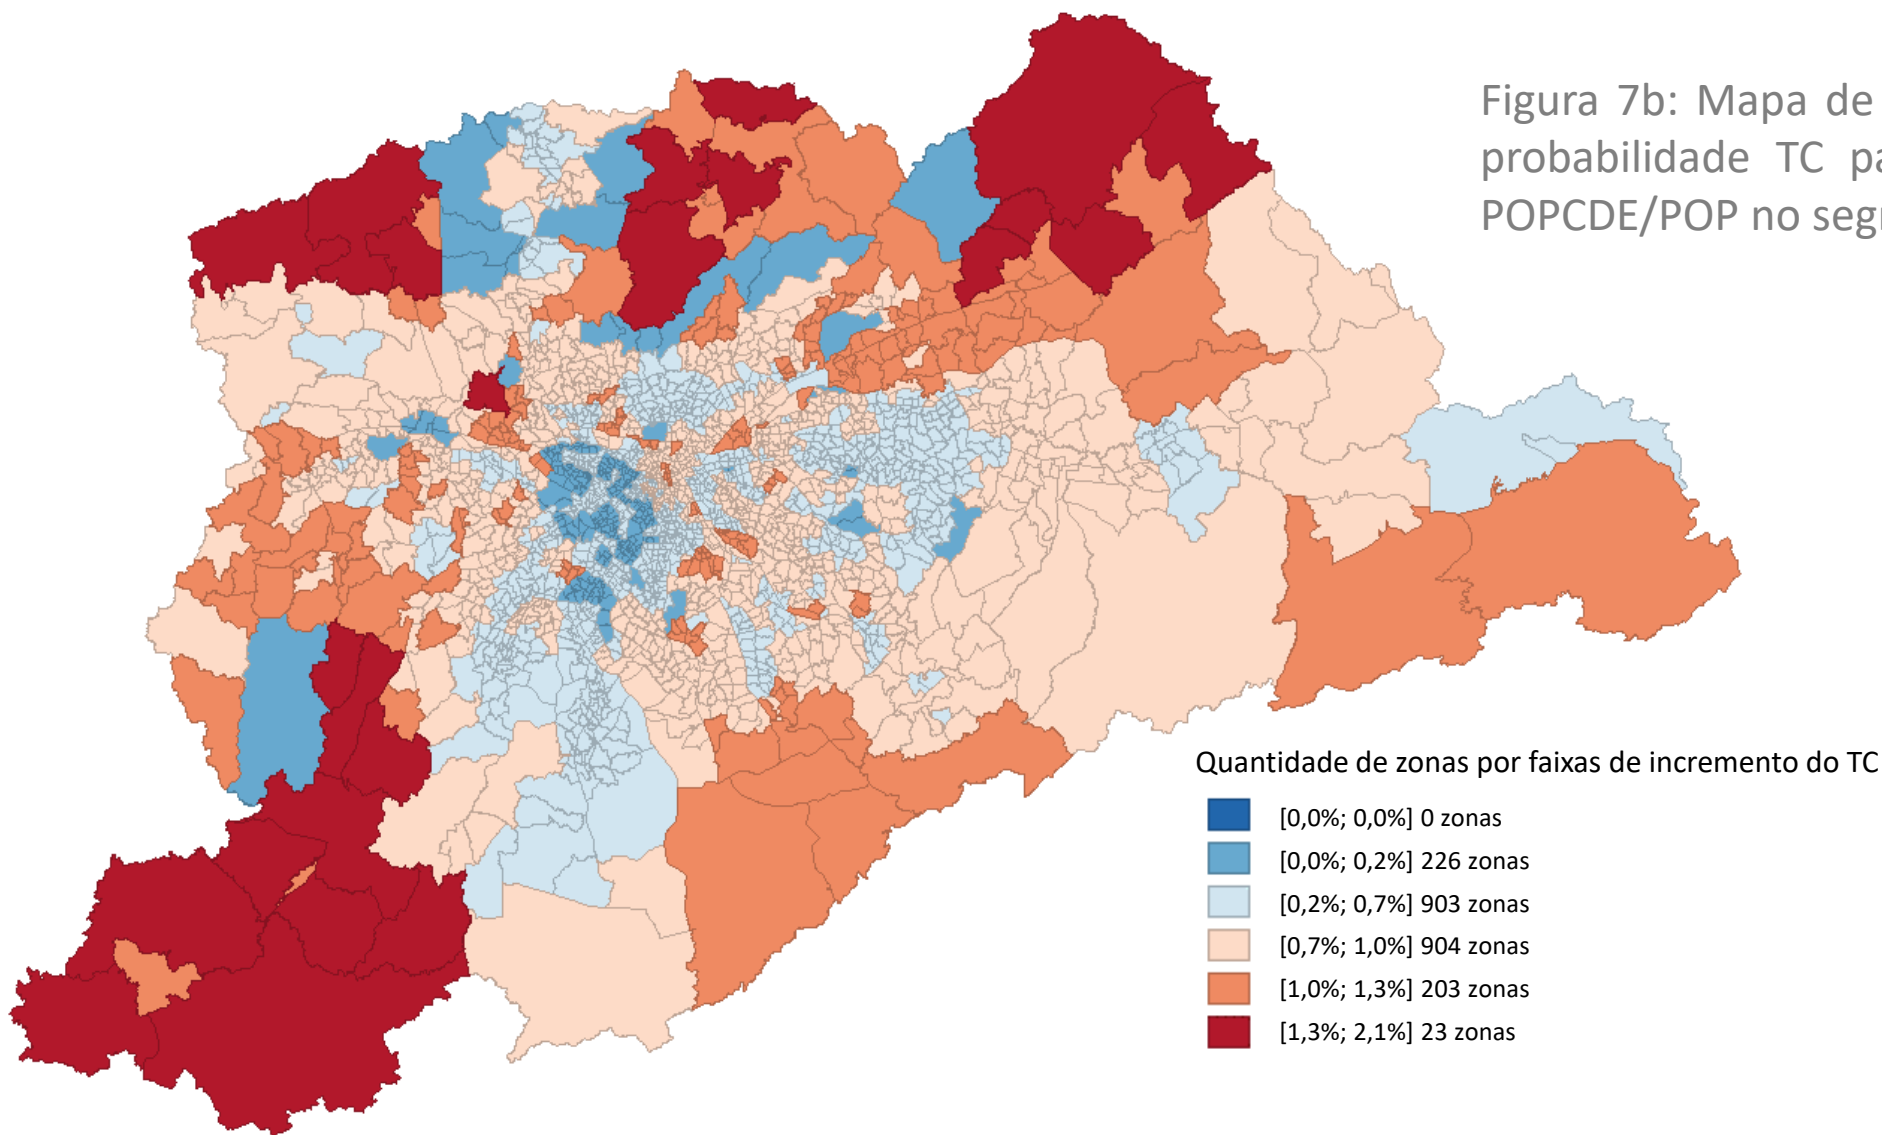 Figura 7b: Mapa de
probabilidade TC
POPCDE/POP no
Quantidade de zonas por faixas de incremento do TC
[0,0%; 0,0%] 0 zonas
[0,0%; 0,2%] 226 zonas
[0,2%; 0,7%] 903 zonas
[0,7%; 1,0%] 904 zonas
[1,0%; 1,3%] 203 zonas
[1,3%; 2,1%] 23 zonas